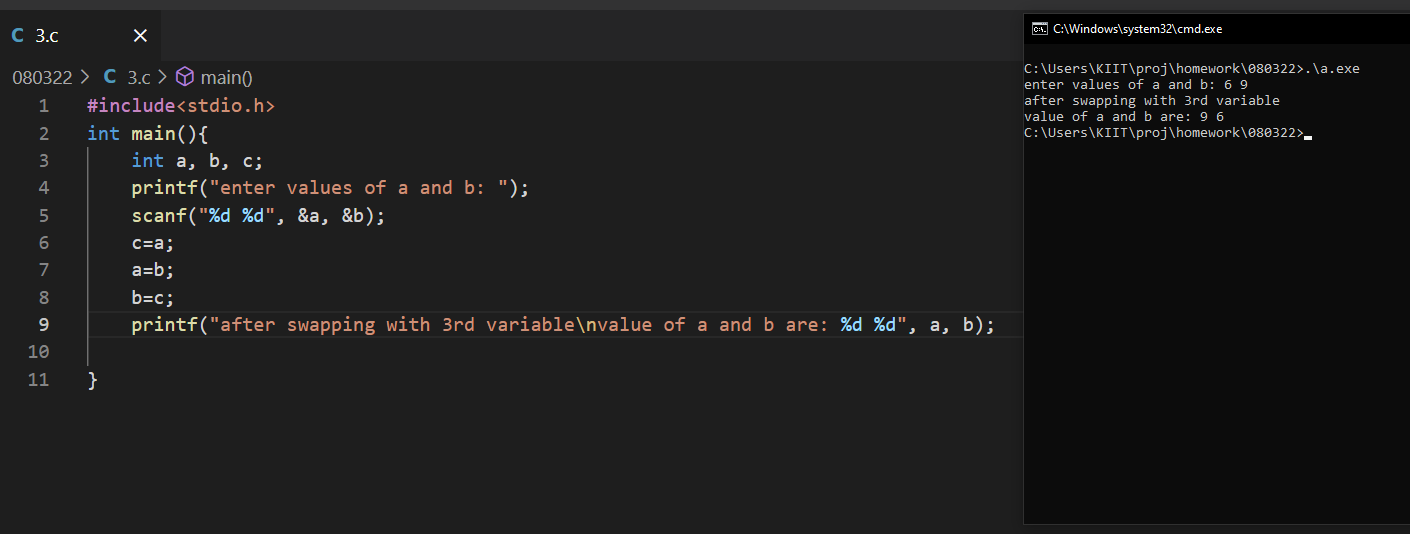 C 3.c ×
080322 > C 3.c > main()
1 #include<stdio.h>
2 int main(){
3     int a, b, c;
4     printf("enter values of a and b: ");
5     scanf("%d %d", &a, &b);
6     c=a;
7     a=b;
8     b=c;
9     printf("after swapping with 3rd variable\nvalue of a and b are: %d %d", a, b);
10
11 }
C:\Windows\system32\cmd.exe
C:\Users\KIIT\proj\homework\080322>.\a.exe
enter values of a and b: 6 9
after swapping with 3rd variable
value of a and b are: 9 6
C:\Users\KIIT\proj\homework\080322>